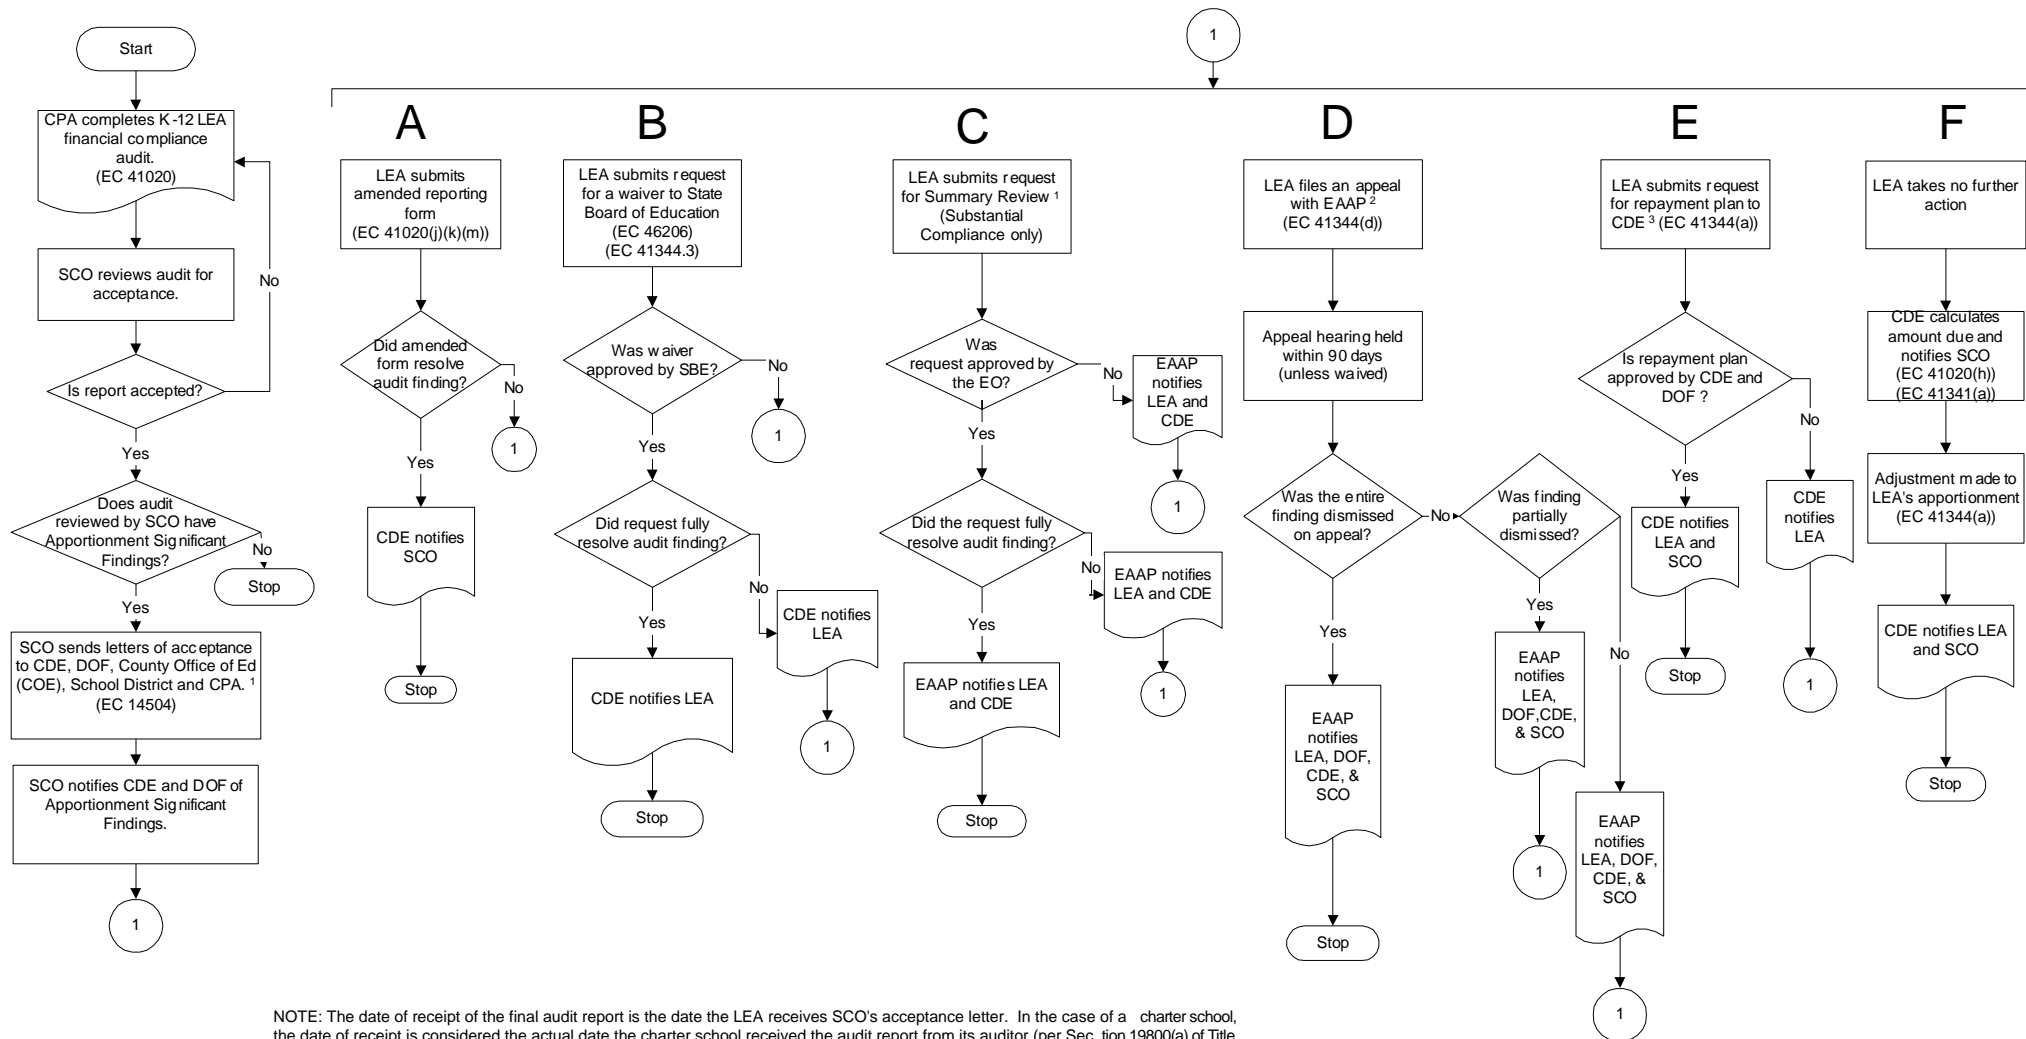 Start
CPA completes K-12 LEA
financial compliance
audit.
(EC 41020)
SCO reviews audit for
acceptance.
No
Is report accepted?
Yes
Does audit
reviewed by SCO have
Apportionment Significant
Findings?
No
Stop
Yes
SCO sends letters of acceptance
to CDE, DOF, County Office of Ed
(COE), School District and CPA. 1
(EC 14504)
SCO notifies CDE and DOF of
Apportionment Significant
Findings.
1
1
A
LEA submits
amended reporting
form
(EC 41020(j)(k)(m))
Did amended
form resolve
audit finding?
No
1
Yes
CDE notifies
SCO
Stop
B
LEA submits request
for a waiver to State
Board of Education
(EC 46206)
(EC 41344.3)
Was waiver
approved by SBE?
No
1
Yes
Did request fully
resolve audit finding?
No
CDE notifies
LEA
1
Yes
CDE notifies LEA
Stop
C
LEA submits request
for Summary Review 1
(Substantial
Compliance only)
Was
request approved by
the EO?
No
EAAP
notifies
LEA and
CDE
1
Yes
Did the request fully
resolve audit finding?
No
EAAP notifies
LEA and CDE
1
Yes
EAAP notifies LEA
and CDE
Stop
D
LEA files an appeal
with EAAP 2
(EC 41344(d))
Appeal hearing held
within 90 days
(unless waived)
Was the entire
finding dismissed
on appeal?
No
Was finding
partially
dismissed?
Yes
EAAP
notifies
LEA, DOF,
CDE, &
SCO
Stop
Yes
EAAP
notifies
LEA,
DOF,CDE,
& SCO
1
No
EAAP
notifies
LEA, DOF,
CDE, &
SCO
1
E
LEA submits request
for repayment plan to
CDE 3 (EC 41344(a))
Is repayment plan
approved by CDE and
DOF ?
No
CDE
notifies
LEA
1
Yes
CDE notifies
LEA and
SCO
Stop
F
LEA takes no further
action
CDE calculates
amount due and
notifies SCO
(EC 41020(h))
(EC 41341(a))
Adjustment made to
LEA's apportionment
(EC 41344(a))
CDE notifies LEA
and SCO
Stop
NOTE: The date of receipt of the final audit report is the date the LEA receives SCO's acceptance letter. In the case of a charter school,
the date of receipt is considered the actual date the charter school received the audit report from its auditor (per Sec. tion 19800(a) of Title